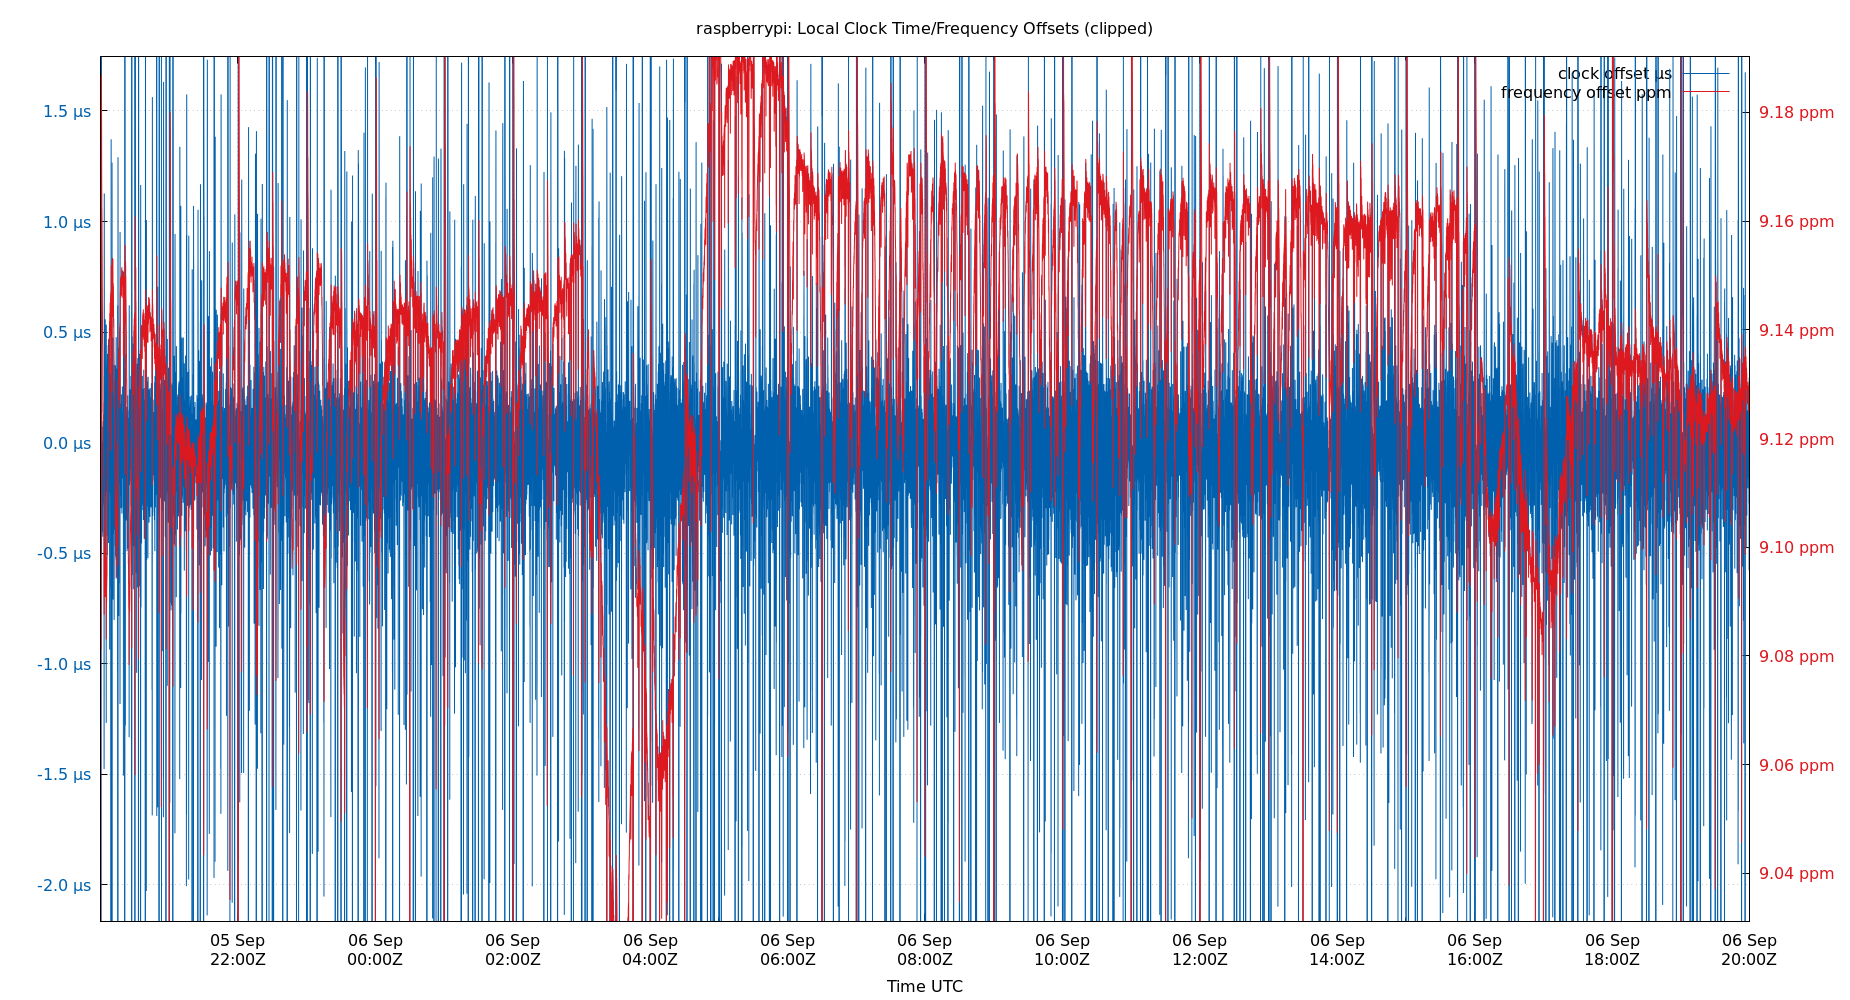 raspberrypi: Local Clock Time/Frequency Offsets (clipped)
clock offset µs
frequency offset ppm
1.5 µs
1.0 µs
0.5 µs
0.0 µs
-0.5 µs
-1.0 µs
-1.5 µs
-2.0 µs
9.18 ppm
9.16 ppm
9.14 ppm
9.12 ppm
9.10 ppm
9.08 ppm
9.06 ppm
9.04 ppm
05 Sep 06 Sep 06 Sep 06 Sep 06 Sep 06 Sep 06 Sep 06 Sep 06 Sep 06 Sep 06 Sep 06 Sep
22:00Z 00:00Z 02:00Z 04:00Z 06:00Z 08:00Z 10:00Z 12:00Z 14:00Z 16:00Z 18:00Z 20:00Z
Time UTC